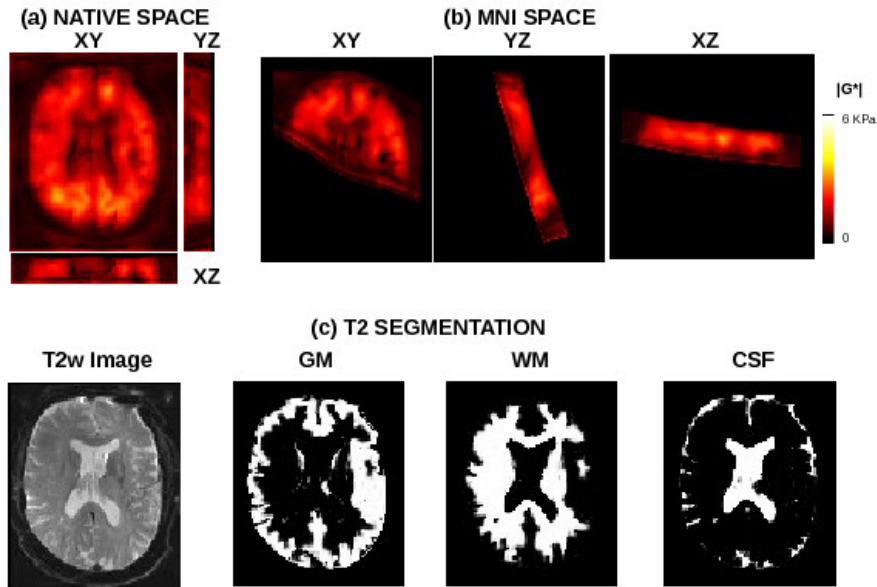 (a) NATIVE SPACE
XY YZ
XZ
(b) MNI SPACE
XY YZ XZ
|G*|
6 KPa
0
(c) T2 SEGMENTATION
T2w Image GM WM CSF